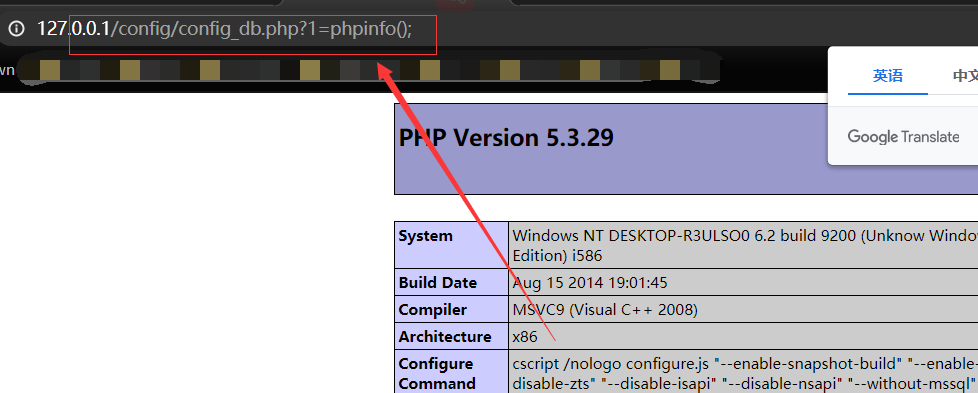 127.0.0.1/config/config_db.php?1=phpinfo();
wn
英语
中文
Google Translate
PHP Version 5.3.29
System
Windows NT DESKTOP-R3ULSO0 6.2 build 9200 (Unknow Windo
Edition) i586
Build Date
Aug 15 2014 19:01:45
Compiler
MSVC9 (Visual C++ 2008)
Architecture
x86
Configure
Command
cscript /nologo configure.js "--enable-snapshot-build" "--enable-
disable-zts" "--disable-isapi" "--disable-nsapi" "--without-mssql"